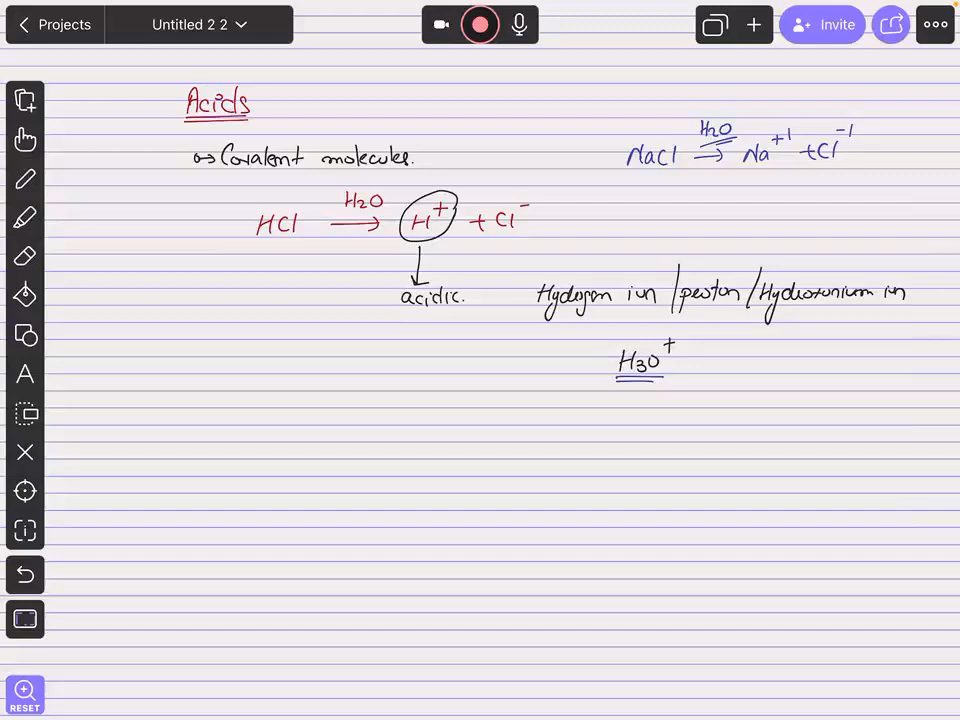 Projects
Untitled 2 2
Invite
Acids
↦ Covalent molecules.
NaCl →(H2O) Na⁺¹ + Cl⁻¹
HCl →(H2O) H⁺ + Cl⁻
acidic.
Hydrogen ion / proton / Hydronium ion
H3O⁺
RESET